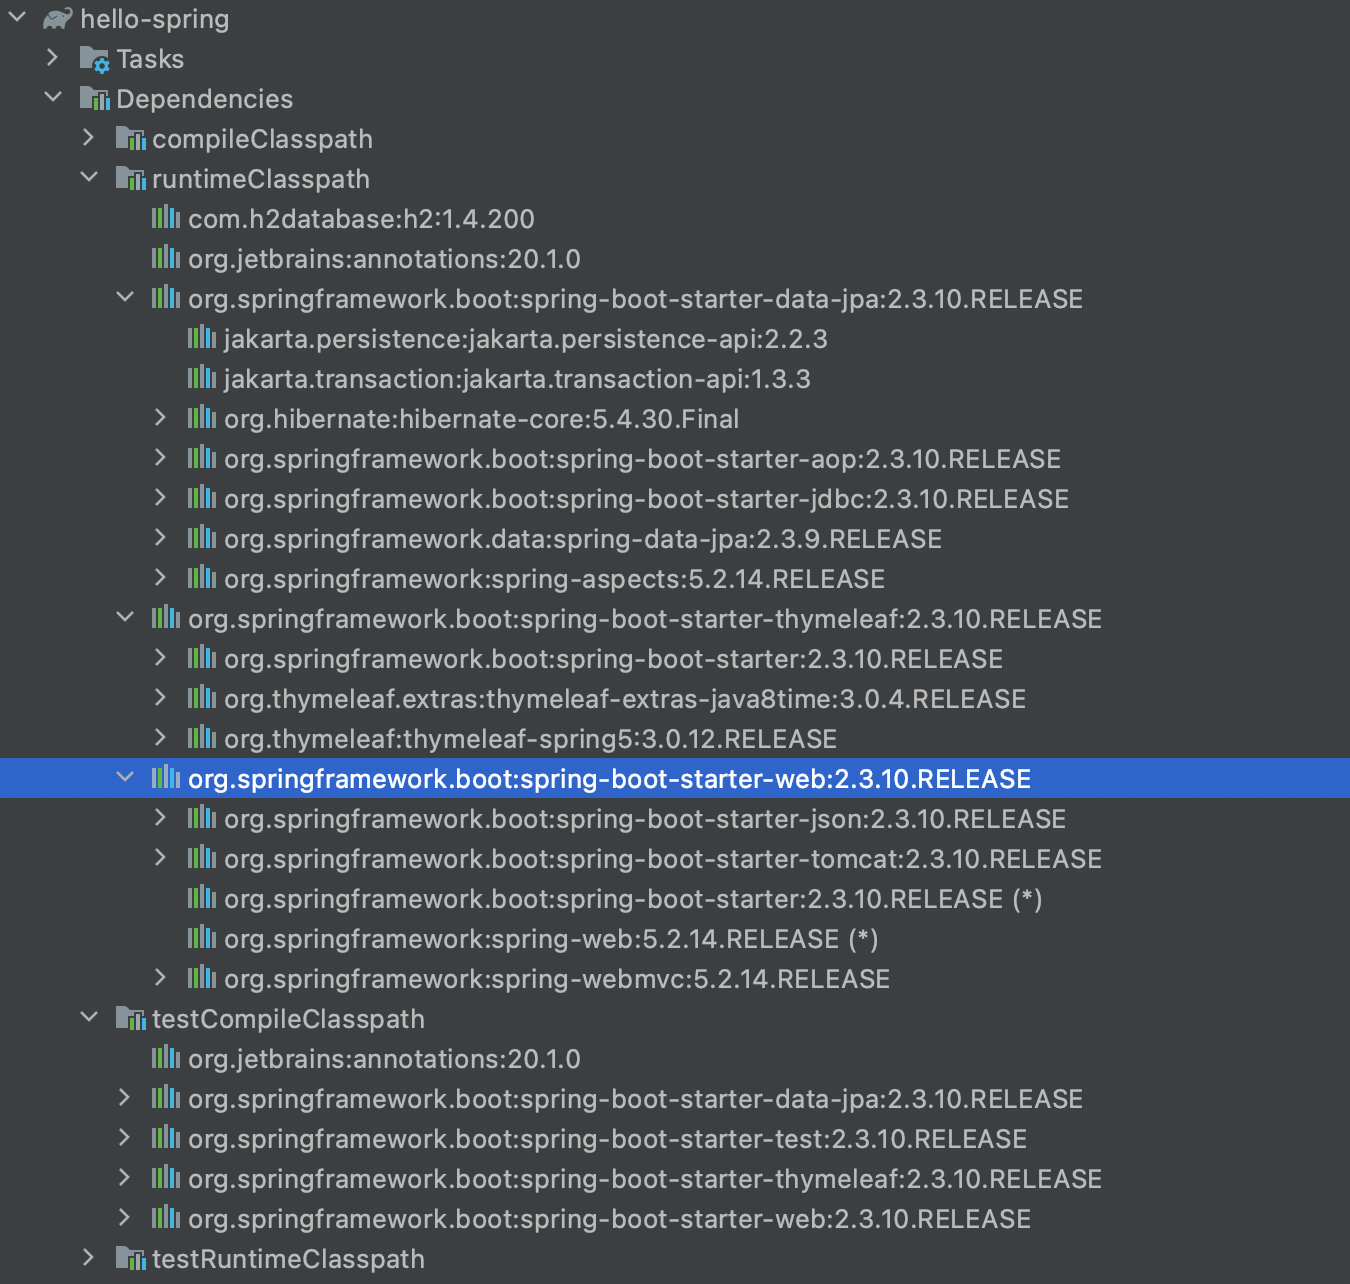 hello-spring
Tasks
Dependencies
compileClasspath
runtimeClasspath
com.h2database:h2:1.4.200
org.jetbrains:annotations:20.1.0
org.springframework.boot:spring-boot-starter-data-jpa:2.3.10.RELEASE
jakarta.persistence:jakarta.persistence-api:2.2.3
jakarta.transaction:jakarta.transaction-api:1.3.3
org.hibernate:hibernate-core:5.4.30.Final
org.springframework.boot:spring-boot-starter-aop:2.3.10.RELEASE
org.springframework.boot:spring-boot-starter-jdbc:2.3.10.RELEASE
org.springframework.data:spring-data-jpa:2.3.9.RELEASE
org.springframework:spring-aspects:5.2.14.RELEASE
org.springframework.boot:spring-boot-starter-thymeleaf:2.3.10.RELEASE
org.springframework.boot:spring-boot-starter:2.3.10.RELEASE
org.thymeleaf.extras:thymeleaf-extras-java8time:3.0.4.RELEASE
org.thymeleaf:thymeleaf-spring5:3.0.12.RELEASE
org.springframework.boot:spring-boot-starter-web:2.3.10.RELEASE
org.springframework.boot:spring-boot-starter-json:2.3.10.RELEASE
org.springframework.boot:spring-boot-starter-tomcat:2.3.10.RELEASE
org.springframework.boot:spring-boot-starter:2.3.10.RELEASE (*)
org.springframework:spring-web:5.2.14.RELEASE (*)
org.springframework:spring-webmvc:5.2.14.RELEASE
testCompileClasspath
org.jetbrains:annotations:20.1.0
org.springframework.boot:spring-boot-starter-data-jpa:2.3.10.RELEASE
org.springframework.boot:spring-boot-starter-test:2.3.10.RELEASE
org.springframework.boot:spring-boot-starter-thymeleaf:2.3.10.RELEASE
org.springframework.boot:spring-boot-starter-web:2.3.10.RELEASE
testRuntimeClasspath